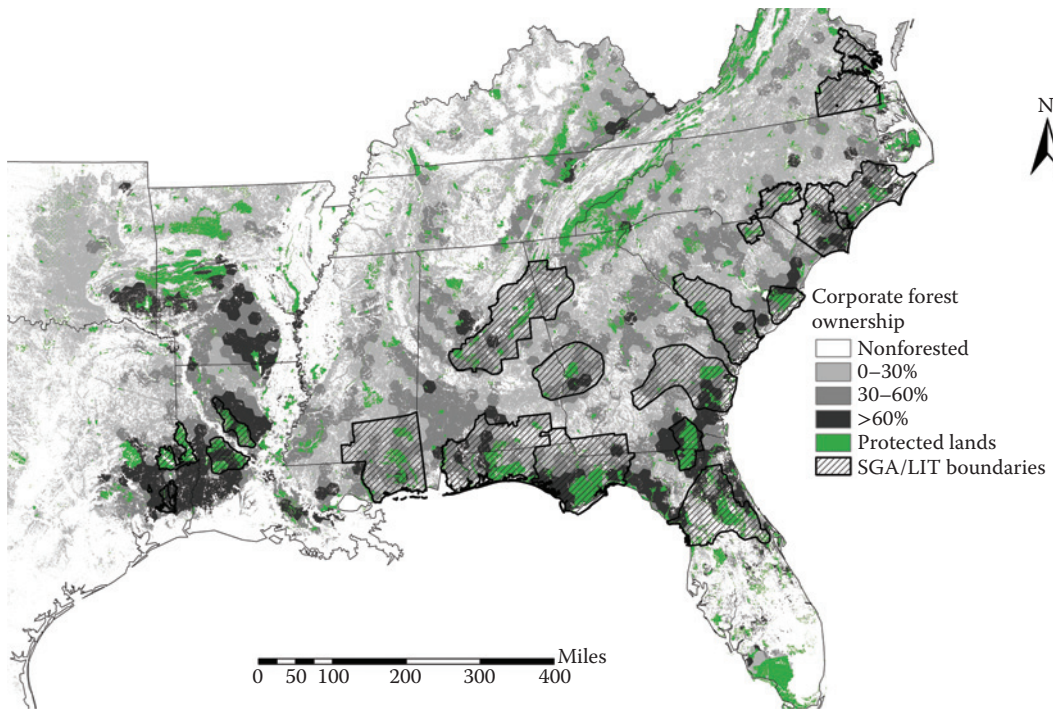 N
Corporate forest
ownership
Nonforested
0–30%
30–60%
>60%
Protected lands
SGA/LIT boundaries
Miles
0 50 100 200 300 400